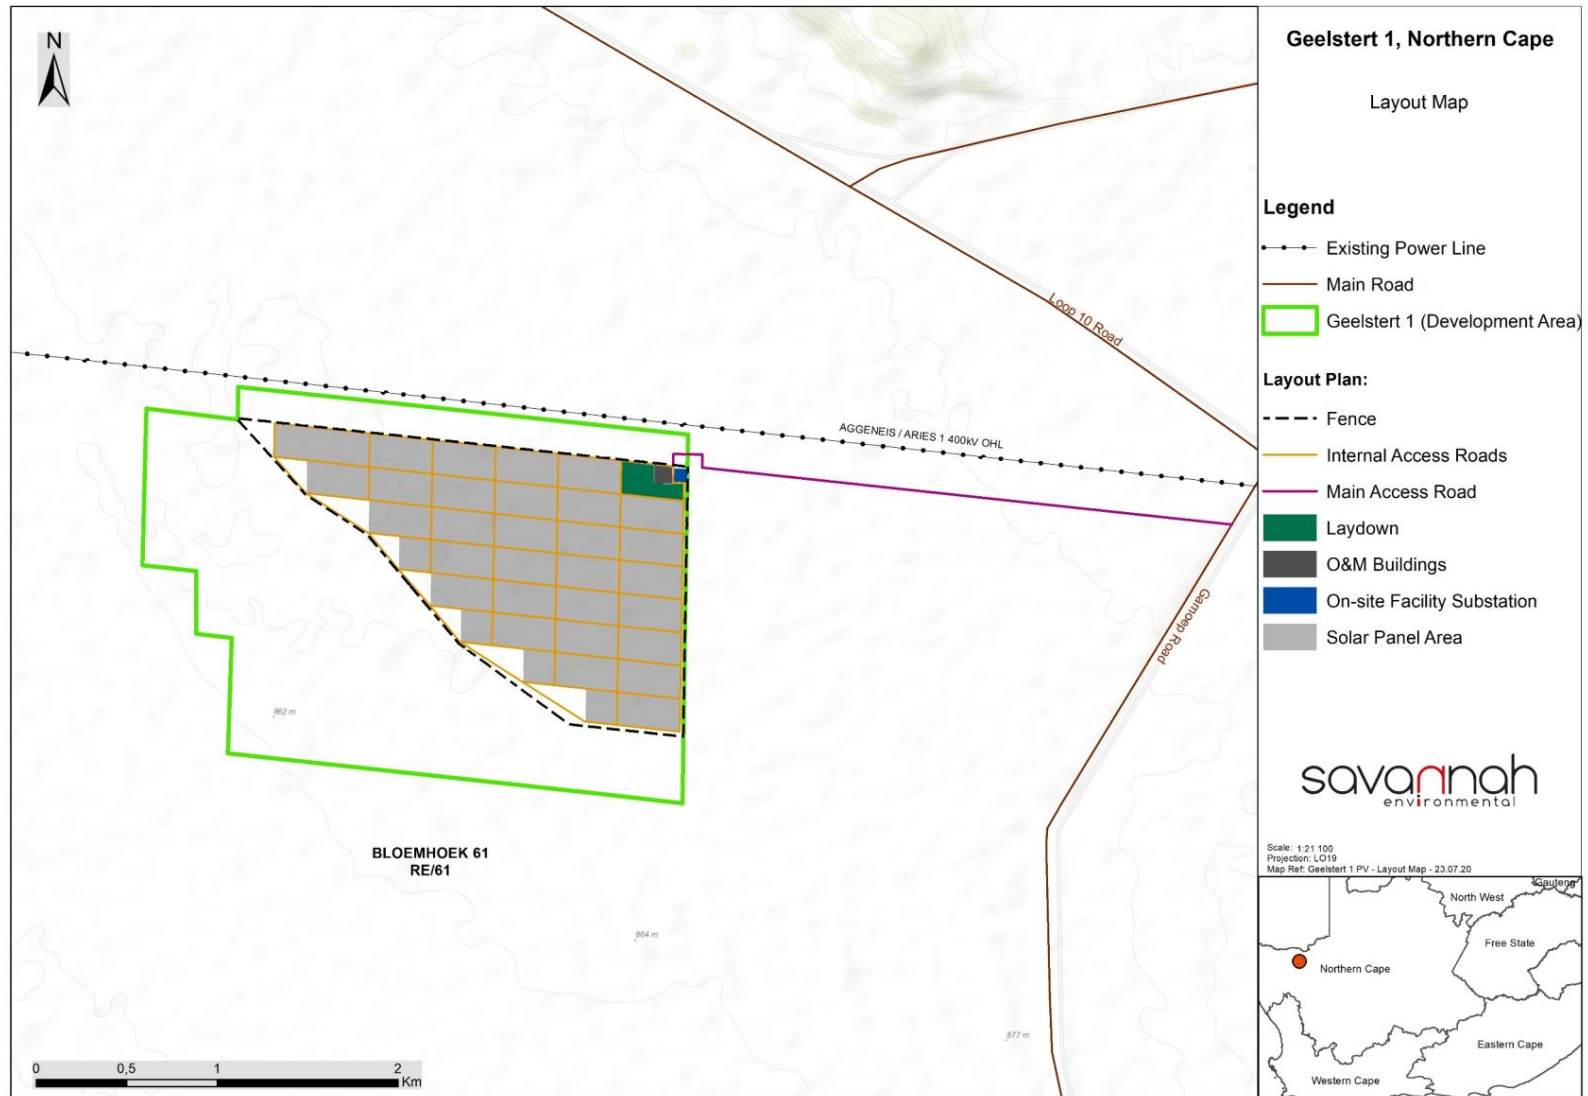 N
Loop 10 Road
AGGENEIS / ARIES 1 400kV OHL
Gamoep Road
862 m
BLOEMHOEK 61
RE/61
864 m
877 m
0 0,5 1 2
Km
Geelstert 1, Northern Cape
Layout Map
Legend
Existing Power Line
Main Road
Geelstert 1 (Development Area)
Layout Plan:
Fence
Internal Access Roads
Main Access Road
Laydown
O&M Buildings
On-site Facility Substation
Solar Panel Area
savannah
environmental
Scale: 1:21 100
Projection: LO19
Map Ref: Geelstert 1 PV - Layout Map - 23.07.20
Gauteng
North West
Free State
Northern Cape
Eastern Cape
Western Cape